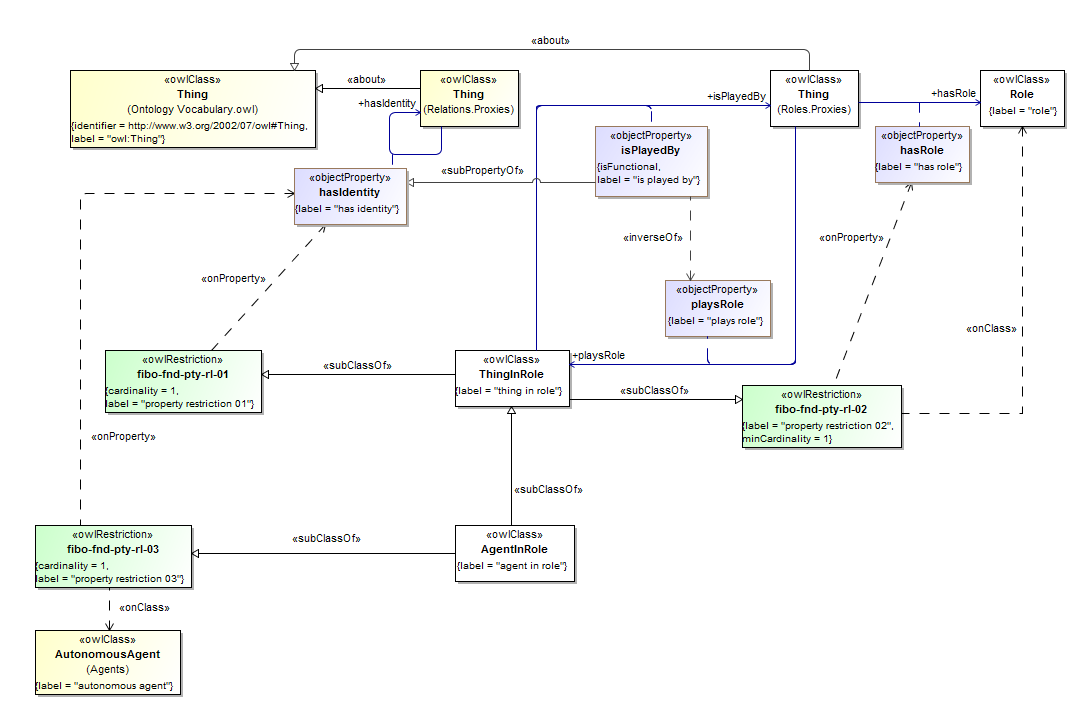 «about»
«owlClass»
Thing
(Ontology Vocabulary.owl)
{identifier = http://www.w3.org/2002/07/owl#Thing,
label = "owl:Thing"}
«about»
«owlClass»
Thing
(Relations.Proxies)
+hasIdentity
«owlClass»
Thing
(Roles.Proxies)
+isPlayedBy
+hasRole
«owlClass»
Role
{label = "role"}
«objectProperty»
isPlayedBy
{isFunctional,
label = "is played by"}
«objectProperty»
hasRole
{label = "has role"}
«objectProperty»
hasIdentity
{label = "has identity"}
«subPropertyOf»
«inverseOf»
«onProperty»
«onProperty»
«objectProperty»
playsRole
{label = "plays role"}
«onClass»
«owlRestriction»
fibo-fnd-pty-rl-01
{cardinality = 1,
label = "property restriction 01"}
«subClassOf»
«owlClass»
ThingInRole
{label = "thing in role"}
+playsRole
«subClassOf»
«owlRestriction»
fibo-fnd-pty-rl-02
{label = "property restriction 02",
minCardinality = 1}
«onProperty»
«subClassOf»
«owlRestriction»
fibo-fnd-pty-rl-03
{cardinality = 1,
label = "property restriction 03"}
«subClassOf»
«owlClass»
AgentInRole
{label = "agent in role"}
«onClass»
«owlClass»
AutonomousAgent
(Agents)
{label = "autonomous agent"}